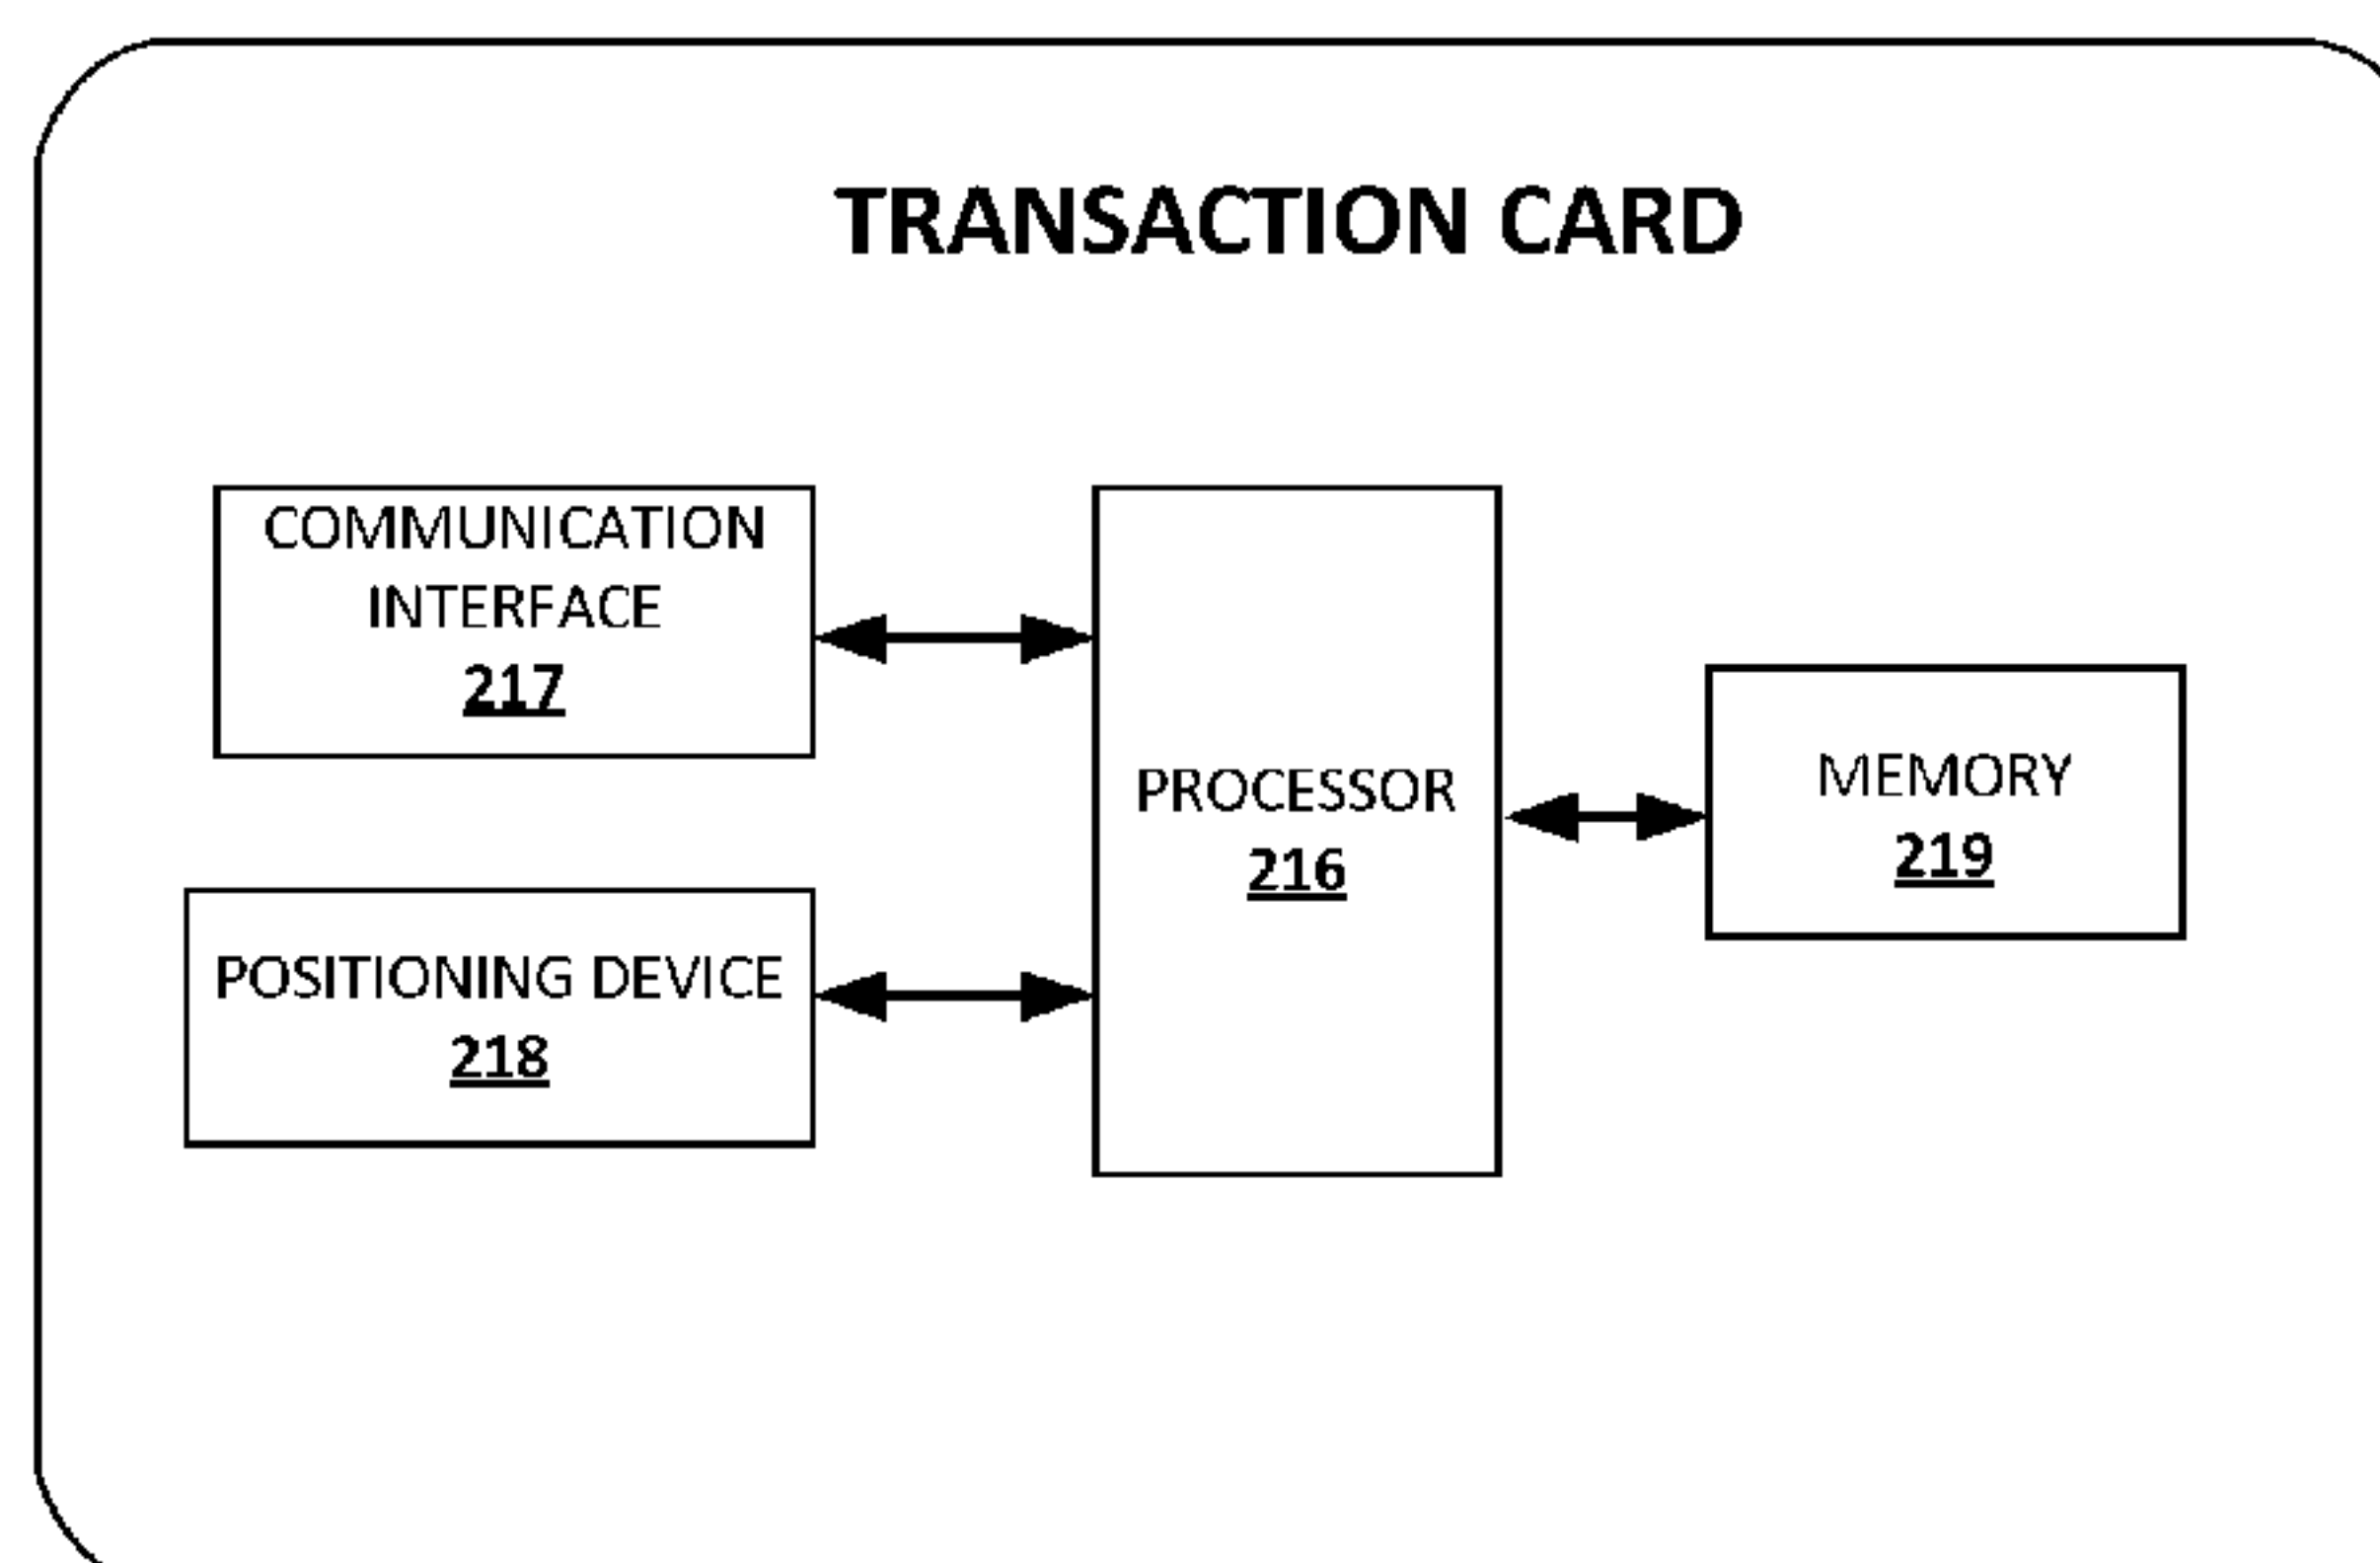 TRANSACTION CARD
COMMUNICATION
INTERFACE
217
POSITIONING DEVICE
218
PROCESSOR
216
MEMORY
219